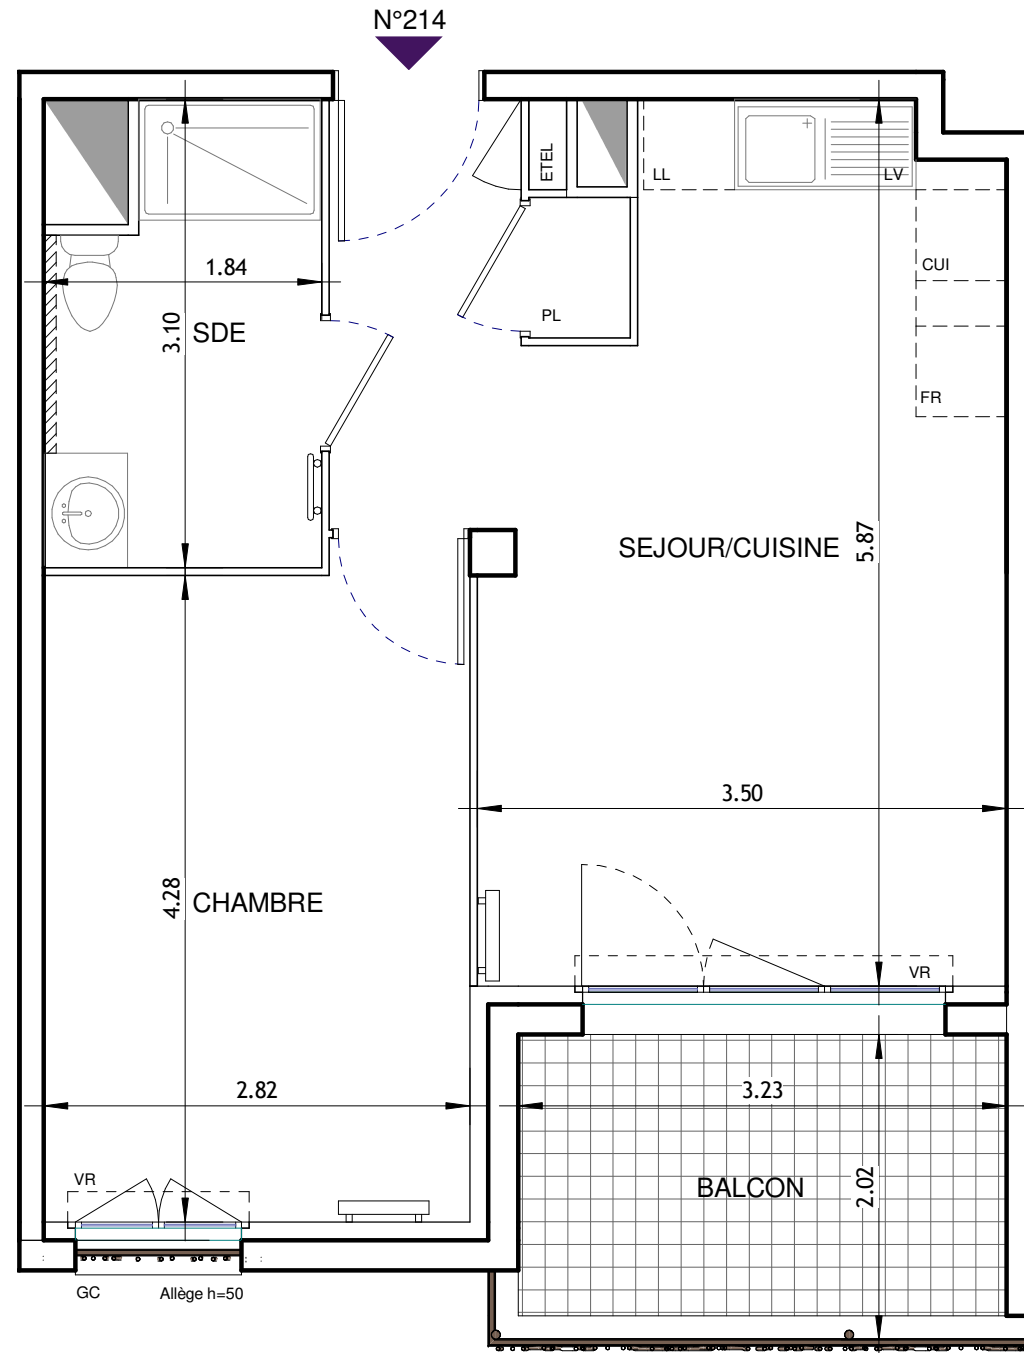 N°214
ETEL
LL
LV
1.84
CUI
3.10
SDE
PL
FR
SEJOUR/CUISINE
5.87
3.50
4.28
CHAMBRE
VR
2.82
3.23
VR
BALCON
2.02
GC
Allège h=50